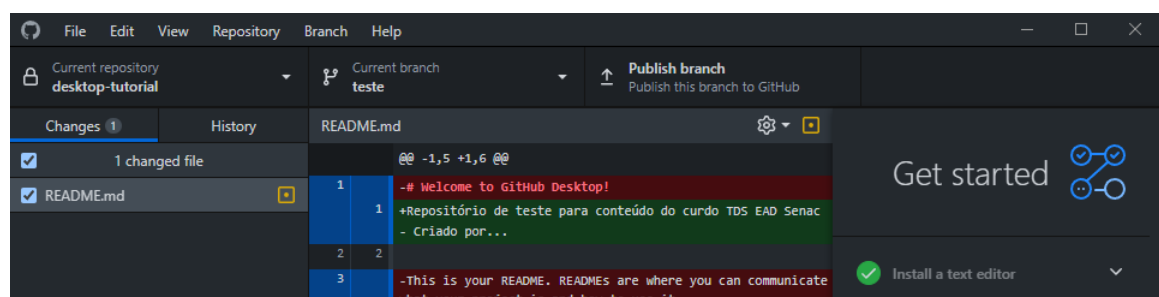 File Edit View Repository Branch Help
Current repository
desktop-tutorial
Current branch
teste
Publish branch
Publish this branch to GitHub
Changes 1 History
1 changed file
README.md
README.md
@@ -1,5 +1,6 @@
1 -# Welcome to GitHub Desktop!
1 +Repositório de teste para conteúdo do curdo TDS EAD Senac
- Criado por...
2 2
3 -This is your README. READMEs are where you can communicate
Get started
Install a text editor